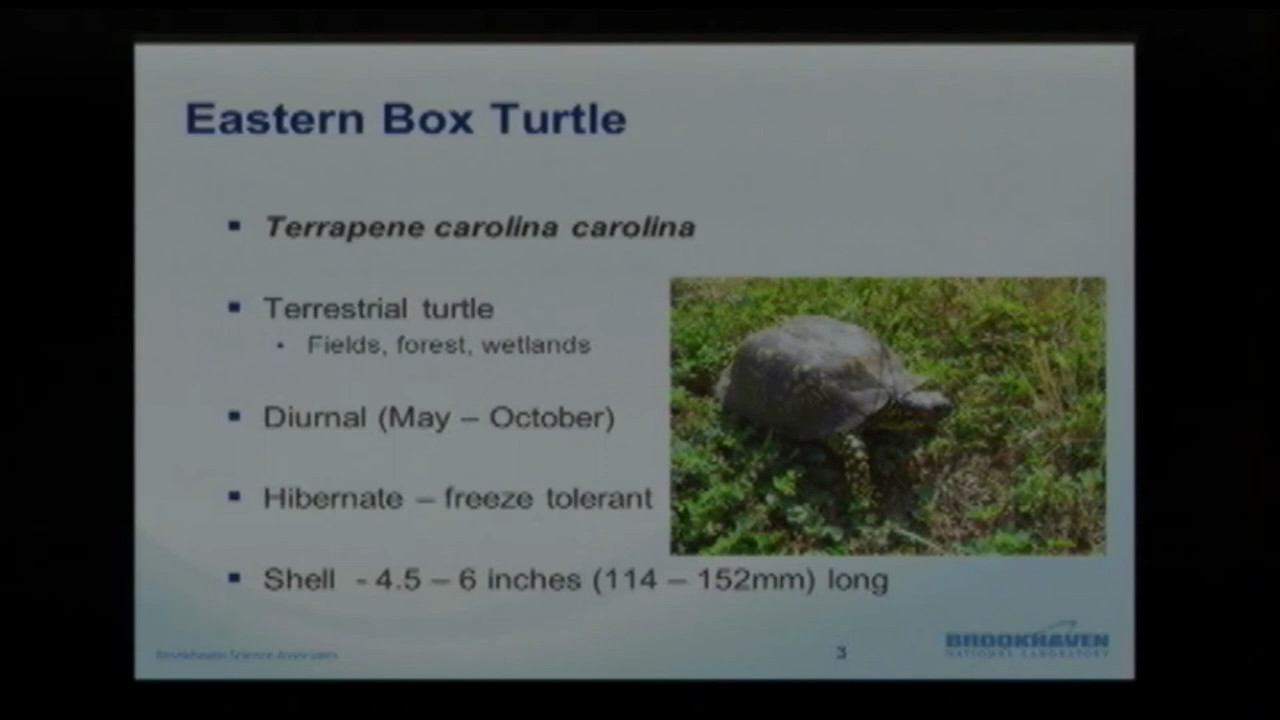 Eastern Box Turtle
▪ Terrapene carolina carolina
▪ Terrestrial turtle
• Fields, forest, wetlands
▪ Diurnal (May – October)
▪ Hibernate – freeze tolerant
▪ Shell - 4.5 – 6 inches (114 – 152mm) long
Brookhaven Science Associates
3
BROOKHAVEN
NATIONAL LABORATORY